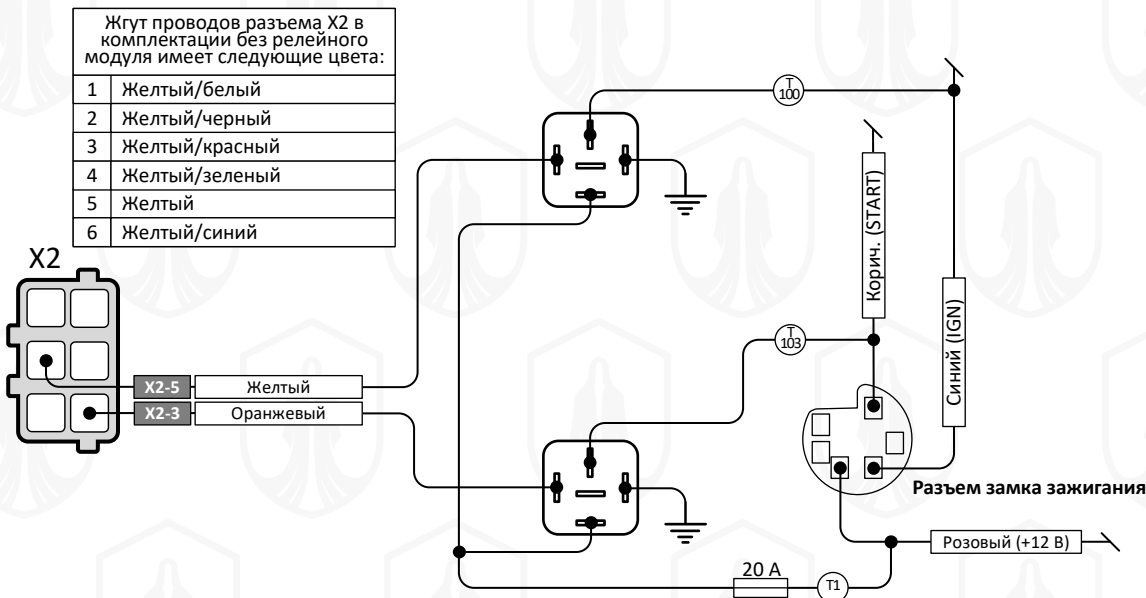 Жгут проводов разъема X2 в
комплектации без релейного
модуля имеет следующие цвета:
1 Желтый/белый
2 Желтый/черный
3 Желтый/красный
4 Желтый/зеленый
5 Желтый
6 Желтый/синий
X2
X2-5 Желтый
X2-3 Оранжевый
T
100
T
103
Корич. (START)
Синий (IGN)
Разъем замка зажигания
Розовый (+12 В)
20 А
T1